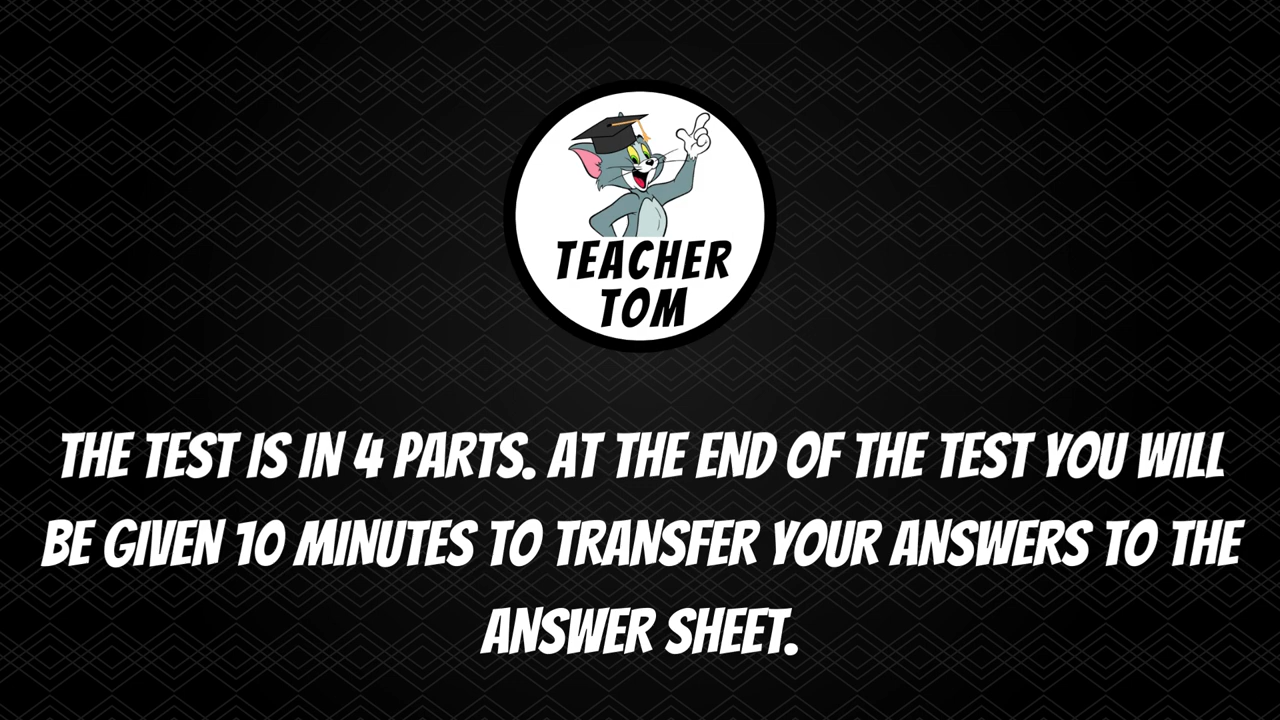 TEACHER
TOM
THE TEST IS IN 4 PARTS. AT THE END OF THE TEST YOU WILL
BE GIVEN 10 MINUTES TO TRANSFER YOUR ANSWERS TO THE
ANSWER SHEET.